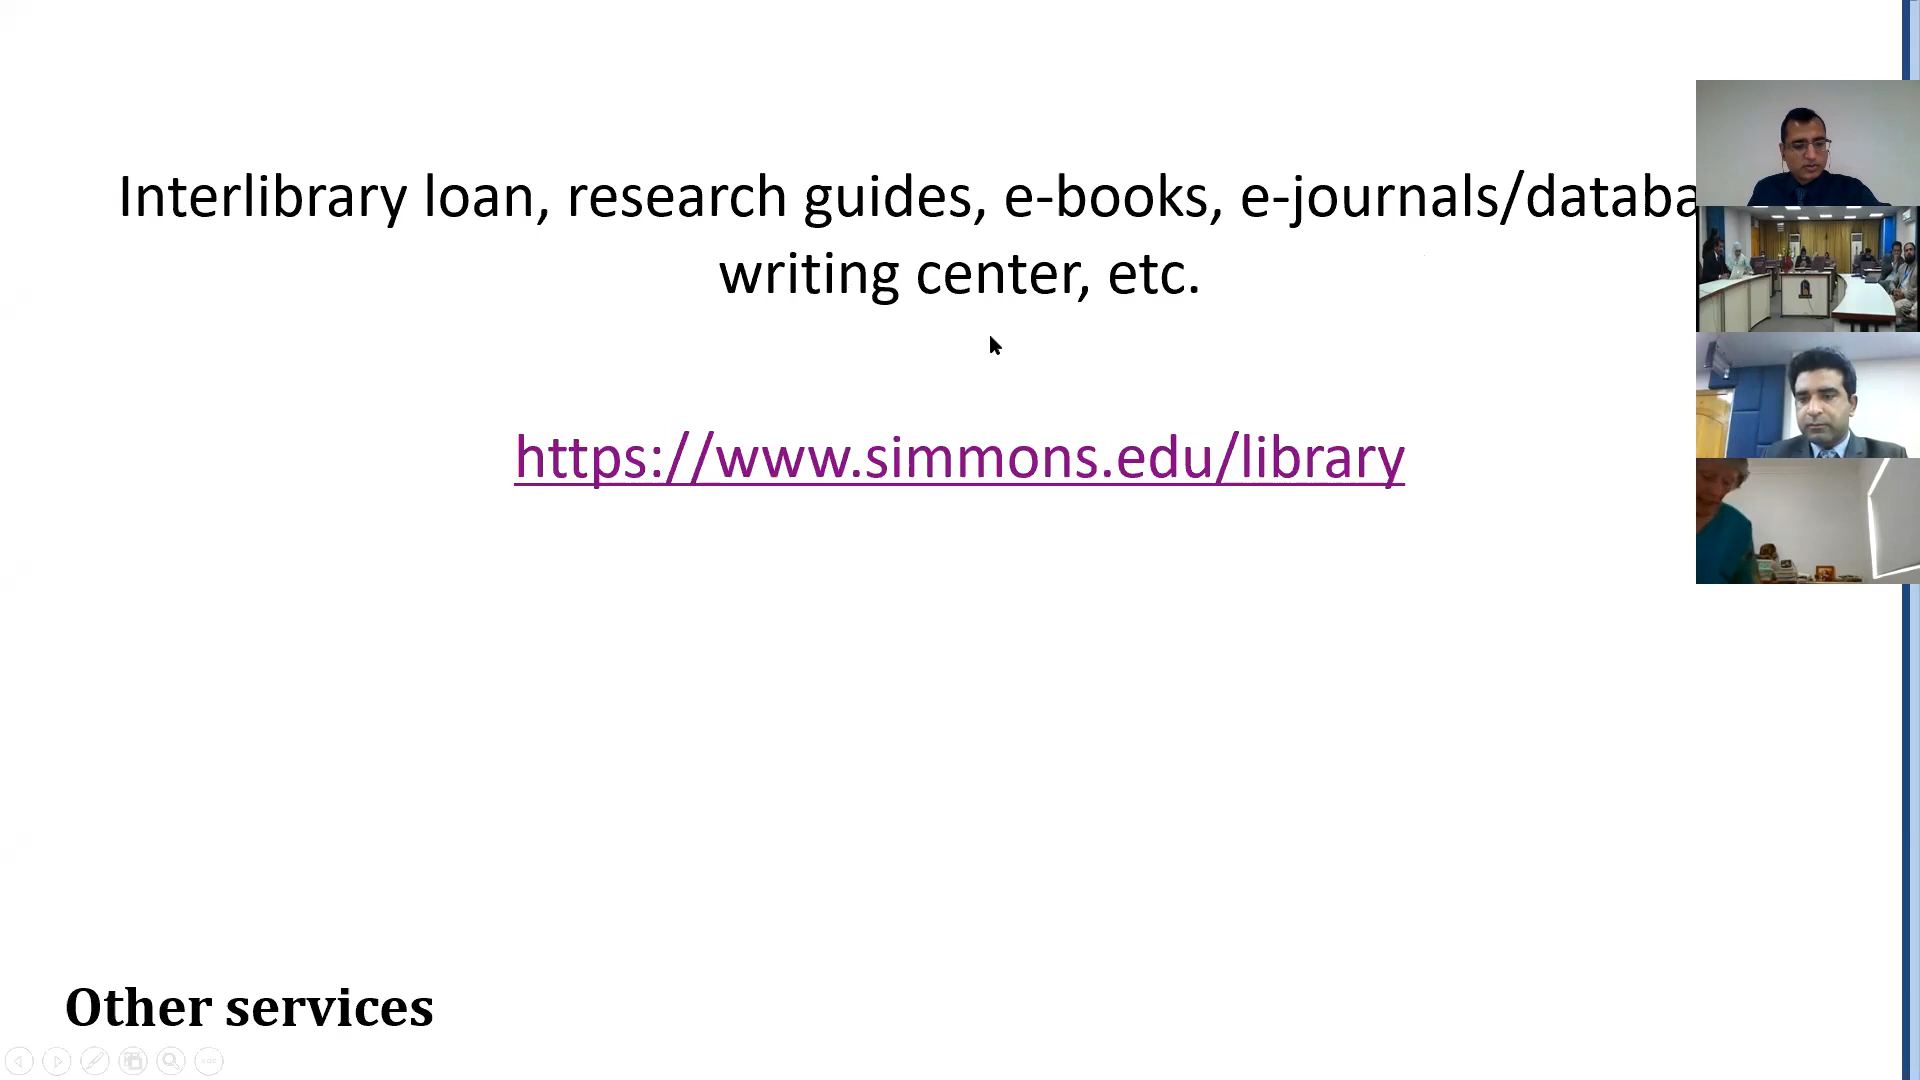 Interlibrary loan, research guides, e-books, e-journals/databa
writing center, etc.
https://www.simmons.edu/library
Other services